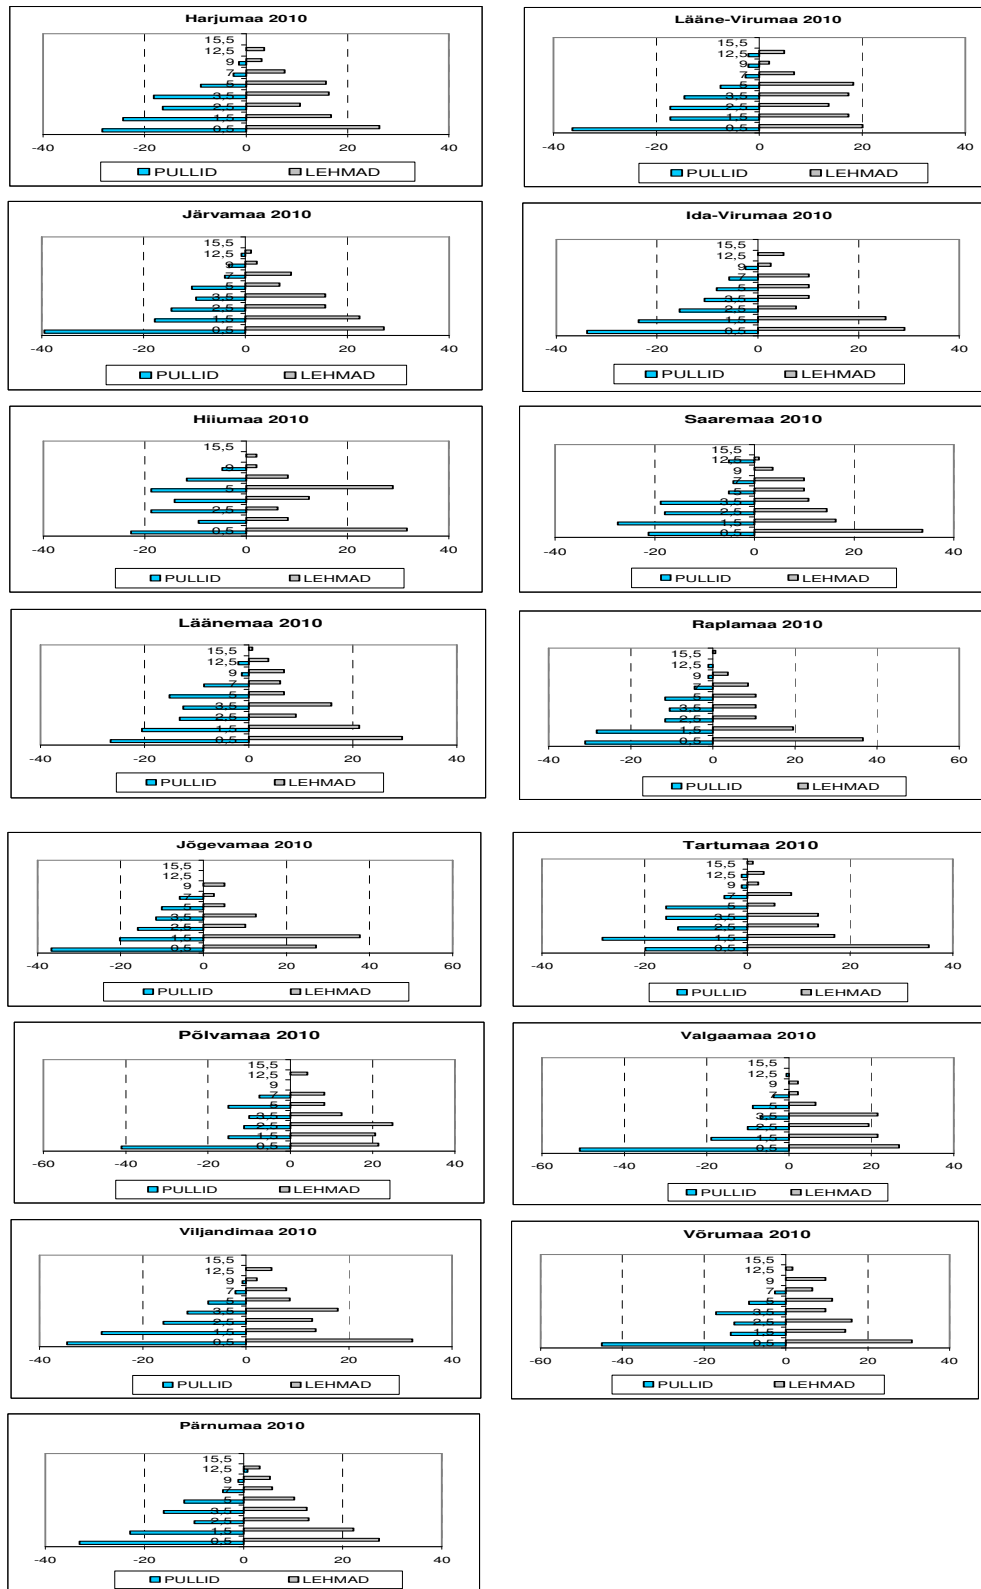 Harjumaa 2010
15,5
12,5
9
7
5
3,5
2,5
1,5
0,5
-40 -20 0 20 40
PULLID LEHMAD
Lääne-Virumaa 2010
15,5
12,5
9
7
5
3,5
2,5
1,5
0,5
-40 -20 0 20 40
PULLID LEHMAD
Järvamaa 2010
15,5
12,5
9
7
5
3,5
2,5
1,5
0,5
-40 -20 0 20 40
PULLID LEHMAD
Ida-Virumaa 2010
15,5
12,5
9
7
5
3,5
2,5
1,5
0,5
-40 -20 0 20 40
PULLID LEHMAD
Hiiumaa 2010
15,5
9
5
2,5
0,5
-40 -20 0 20 40
PULLID LEHMAD
Saaremaa 2010
15,5
12,5
9
7
5
3,5
2,5
1,5
0,5
-40 -20 0 20 40
PULLID LEHMAD
Läänemaa 2010
15,5
12,5
9
7
5
3,5
2,5
1,5
0,5
-40 -20 0 20 40
PULLID LEHMAD
Raplamaa 2010
15,5
12,5
9
7
5
3,5
2,5
1,5
0,5
-40 -20 0 20 40 60
PULLID LEHMAD
Jõgevamaa 2010
15,5
12,5
9
7
5
3,5
2,5
1,5
0,5
-40 -20 0 20 40 60
PULLID LEHMAD
Tartumaa 2010
15,5
12,5
9
7
5
3,5
2,5
1,5
0,5
-40 -20 0 20 40
PULLID LEHMAD
Põlvamaa 2010
15,5
12,5
9
7
5
3,5
2,5
1,5
0,5
-60 -40 -20 0 20 40
PULLID LEHMAD
Valgaamaa 2010
15,5
12,5
9
7
5
3,5
2,5
1,5
0,5
-60 -40 -20 0 20 40
PULLID LEHMAD
Viljandimaa 2010
15,5
12,5
9
7
5
3,5
2,5
1,5
0,5
-40 -20 0 20 40
PULLID LEHMAD
Võrumaa 2010
15,5
12,5
9
7
5
3,5
2,5
1,5
0,5
-60 -40 -20 0 20 40
PULLID LEHMAD
Pärnumaa 2010
15,5
12,5
9
7
5
3,5
2,5
1,5
0,5
-40 -20 0 20 40
PULLID LEHMAD